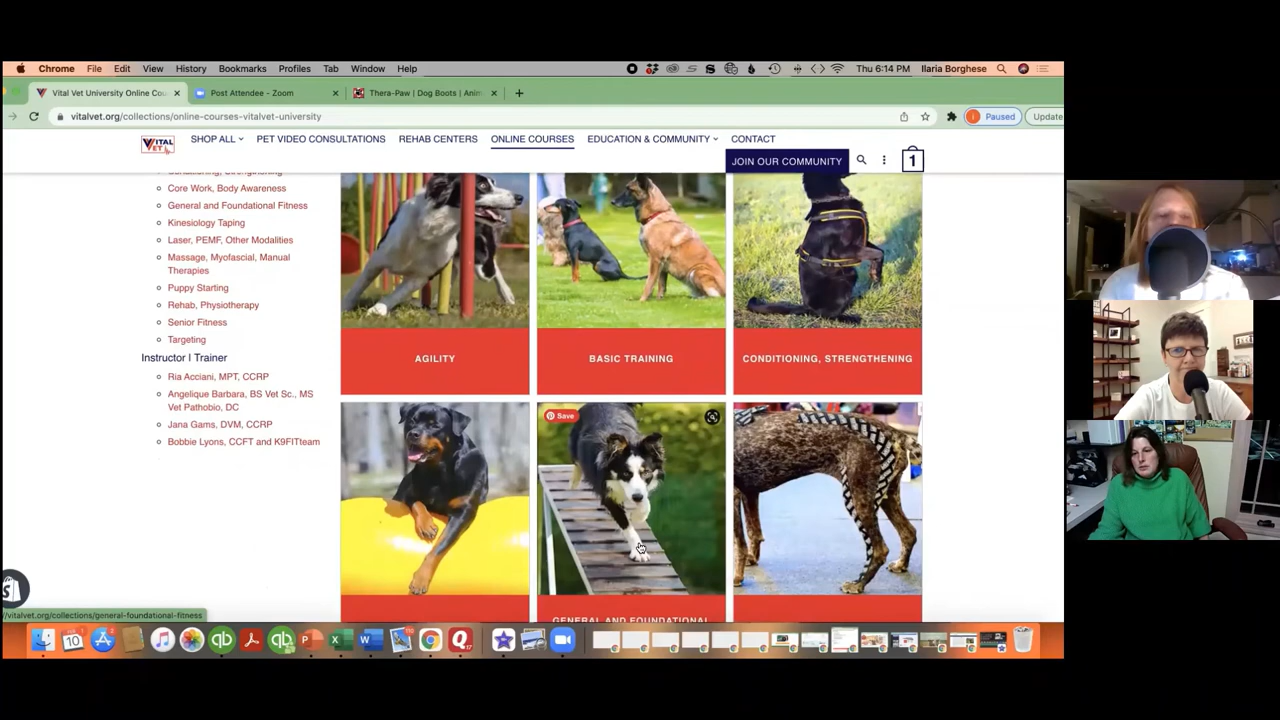 Chrome File Edit View History Bookmarks Profiles Tab Window Help
Thu 6:14 PM Ilaria Borghese
Vital Vet University Online Cou
Post Attendee - Zoom
Thera-Paw | Dog Boots | Anim
vitalvet.org/collections/online-courses-vitalvet-university
Paused
Update
VITAL VET
SHOP ALL
PET VIDEO CONSULTATIONS
REHAB CENTERS
ONLINE COURSES
EDUCATION & COMMUNITY
CONTACT
JOIN OUR COMMUNITY
1
Conditioning, Strengthening
Core Work, Body Awareness
General and Foundational Fitness
Kinesiology Taping
Laser, PEMF, Other Modalities
Massage, Myofascial, Manual
Therapies
Puppy Starting
Rehab, Physiotherapy
Senior Fitness
Targeting
Instructor | Trainer
Ria Acciani, MPT, CCRP
Angelique Barbara, BS Vet Sc., MS
Vet Pathobio, DC
Jana Gams, DVM, CCRP
Bobbie Lyons, CCFT and K9FITteam
AGILITY
BASIC TRAINING
CONDITIONING, STRENGTHENING
Save
GENERAL AND FOUNDATIONAL
/vitalvet.org/collections/general-foundational-fitness